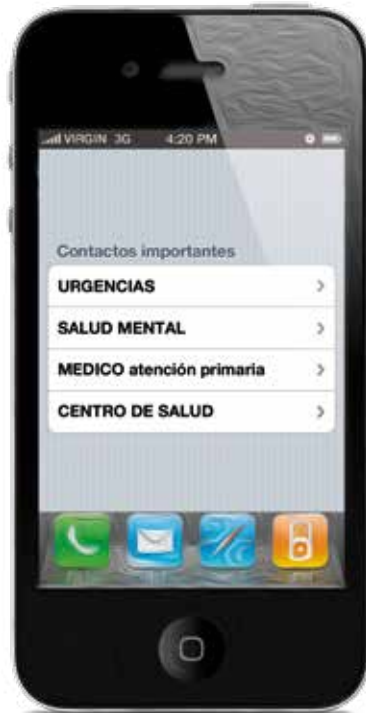 VIRGIN 3G 4:20 PM
Contactos importantes
URGENCIAS
SALUD MENTAL
MEDICO atención primaria
CENTRO DE SALUD